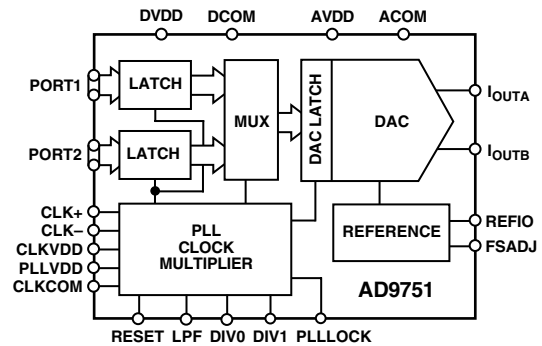 DVDD DCOM AVDD ACOM
PORT1
LATCH
MUX
DAC LATCH
DAC
IOUTA
PORT2
LATCH
IOUTB
CLK+
CLK–
CLKVDD
PLLVDD
CLKCOM
PLL
CLOCK
MULTIPLIER
REFERENCE
REFIO
FSADJ
AD9751
RESET LPF DIV0 DIV1 PLLLOCK